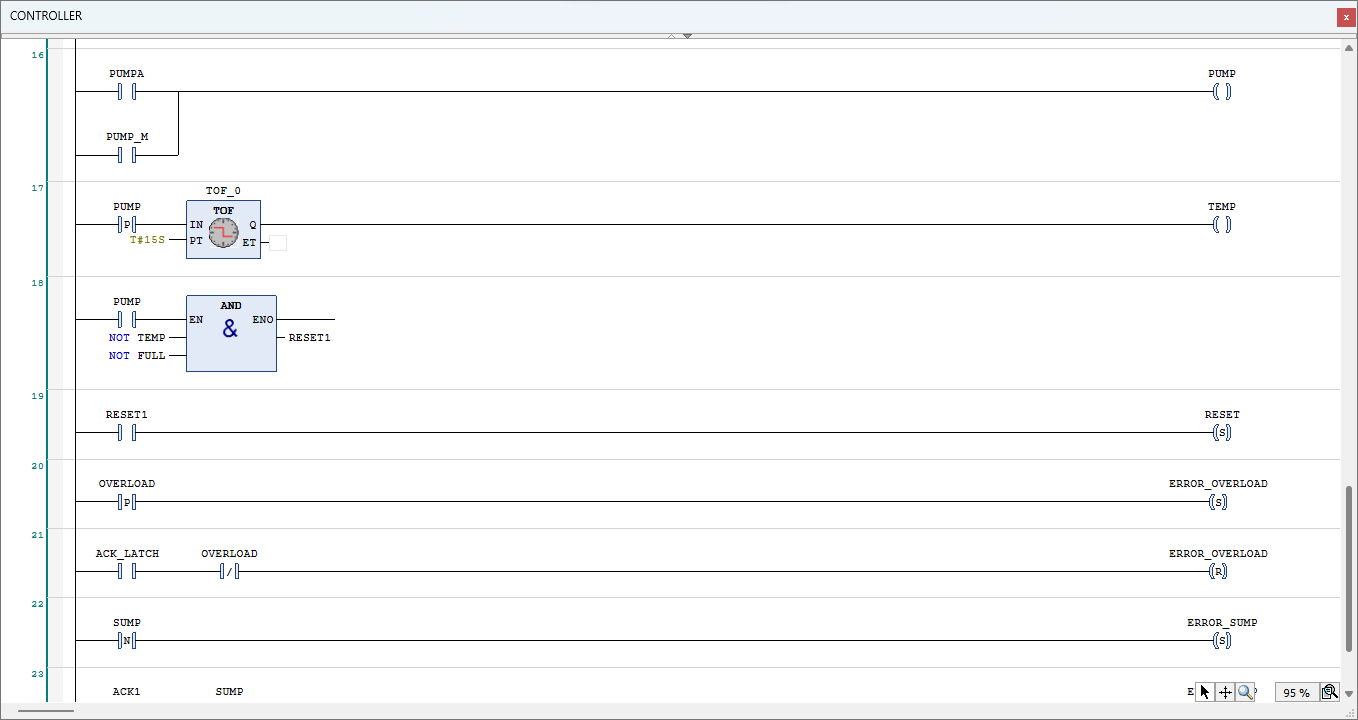 CONTROLLER
x
16
PUMPA
PUMP
( )
PUMP_M
17
TOF_0
PUMP
TOF
TEMP
P
IN
Q
( )
T#15S
PT
ET
18
PUMP
AND
EN
ENO
&
NOT TEMP
RESET1
NOT FULL
19
RESET1
RESET
(S)
20
OVERLOAD
ERROR_OVERLOAD
P
(S)
21
ACK_LATCH
OVERLOAD
ERROR_OVERLOAD
/
(R)
22
SUMP
ERROR_SUMP
N
(S)
23
ACK1
SUMP
E
95 %